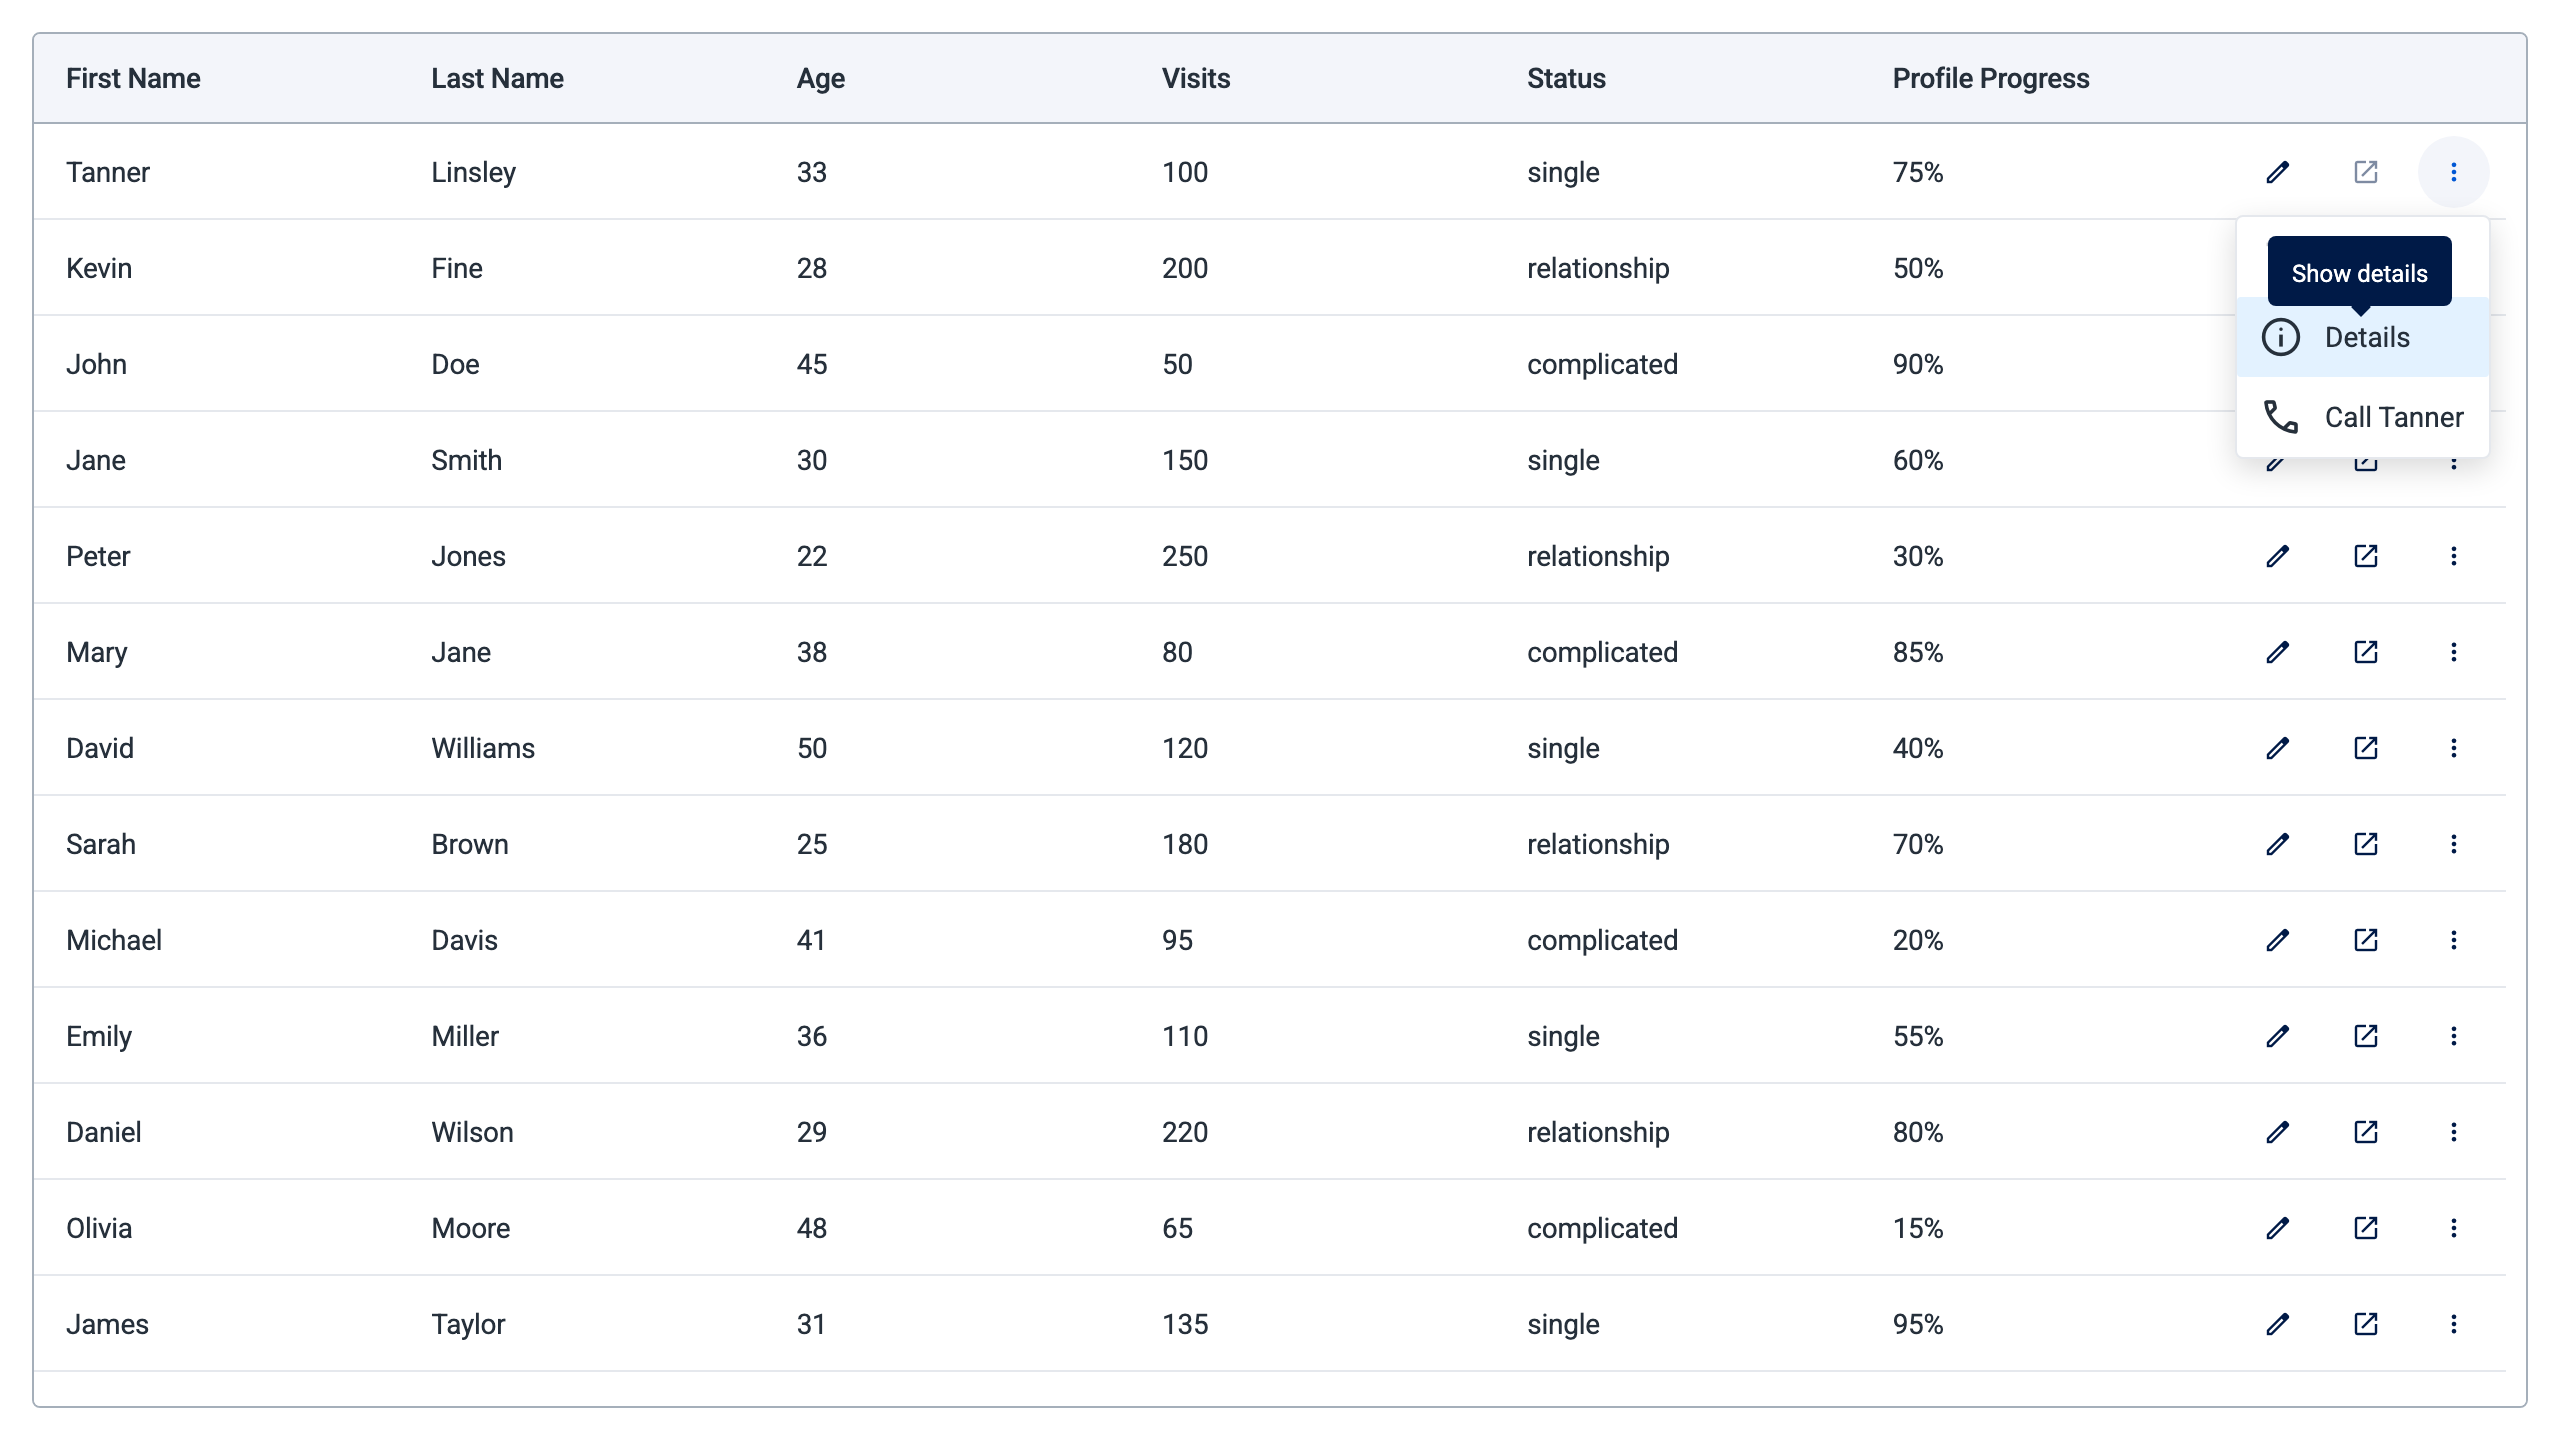 First Name Last Name Age Visits Status Profile Progress
Tanner Linsley 33 100 single 75%
Kevin Fine 28 200 relationship 50%
Show details
John Doe 45 50 complicated 90%
Details
Call Tanner
Jane Smith 30 150 single 60%
Peter Jones 22 250 relationship 30%
Mary Jane 38 80 complicated 85%
David Williams 50 120 single 40%
Sarah Brown 25 180 relationship 70%
Michael Davis 41 95 complicated 20%
Emily Miller 36 110 single 55%
Daniel Wilson 29 220 relationship 80%
Olivia Moore 48 65 complicated 15%
James Taylor 31 135 single 95%